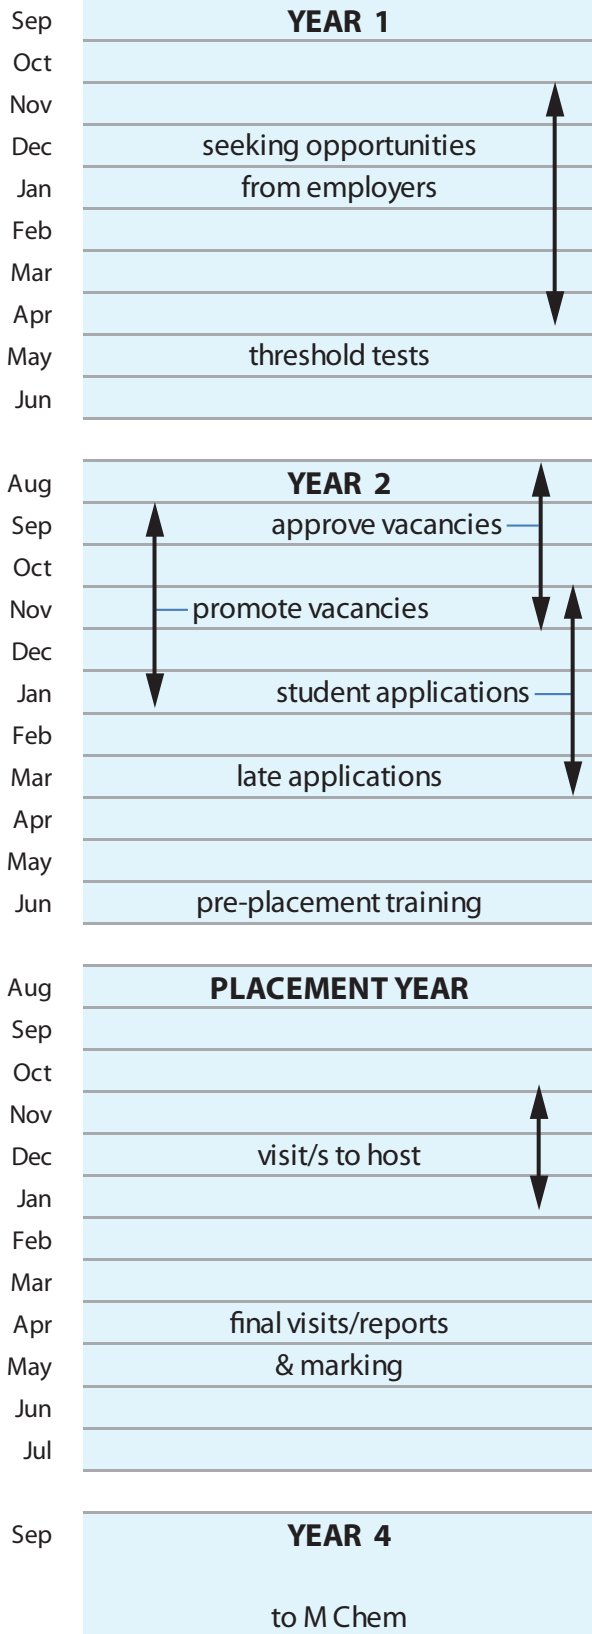 Sep YEAR 1
Oct
Nov
Dec seeking opportunities
Jan from employers
Feb
Mar
Apr
May threshold tests
Jun
Aug YEAR 2
Sep approve vacancies
Oct
Nov promote vacancies
Dec
Jan student applications
Feb
Mar late applications
Apr
May
Jun pre-placement training
Aug PLACEMENT YEAR
Sep
Oct
Nov
Dec visit/s to host
Jan
Feb
Mar
Apr final visits/reports
May & marking
Jun
Jul
Sep YEAR 4
to M Chem